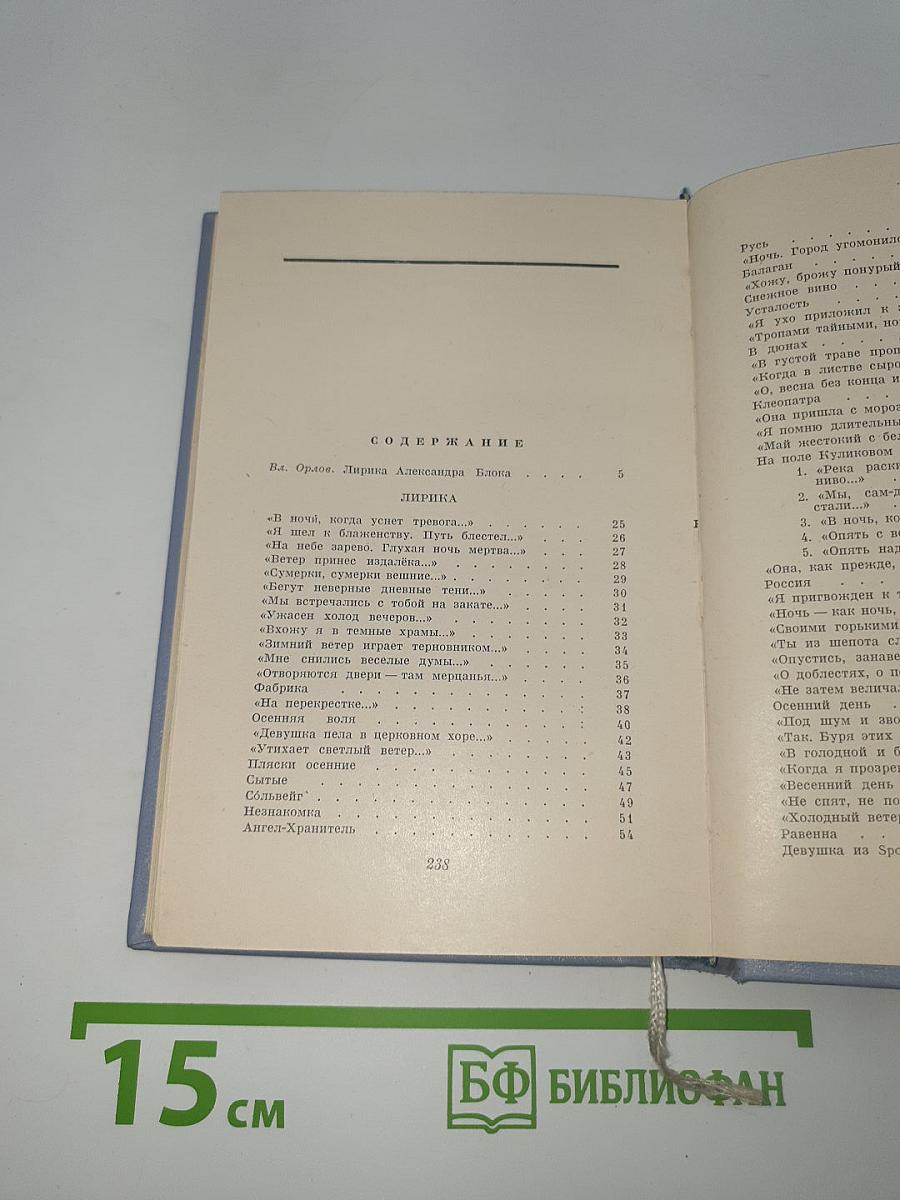 СОДЕРЖАНИЕ
Вл. Орлов. Лирика Александра Блока . . . . 5
ЛИРИКА
«В ночи, когда уснет тревога...» . . . . . . 25
«Я шел к блаженству. Путь блестел...» . . . 26
«На небе зарево. Глухая ночь мертва...» . . . . 27
«Ветер принес издалёка...» . . . . . . . 28
«Сумерки, сумерки вешние...» . . . . . . . 29
«Бегут неверные дневные тени...» . . . . . 30
«Мы встречались с тобой на закате...» . . . . 31
«Ужасен холод вечеров...» . . . . . . . 32
«Вхожу я в темные храмы...» . . . . . . 33
«Зимний ветер играет терновником...» . . . . 34
«Мне снились веселые думы...» . . . . . 35
«Отворяются двери — там мерцанья...» . . . . 36
Фабрика . . . . . . . . . . . 37
«На перекрестке...» . . . . . . . . : 38
Осенняя воля . . . . . . . . . : 40
«Девушка пела в церковном хоре...» . . . . 42
«Утихает светлый ветер...» . . . . . . 43
Пляски осенние . . . . . . . . . 45
Сытые . . . . . . . . . . . . 47
Со́львейг . . . . . . . . . . . . 49
Незнакомка . . . . . . . . . . 51
Ангел-Хранитель . . . . . . . . . 54
238
Русь . . . . . .
«Ночь. Город угомонилс
Балаган . . . . .
«Хожу, брожу понурый
Снежное вино . . .
Усталость . . . .
«Я ухо приложил к з
«Тропами тайными, но
В дюнах . . . .
«В густой траве проп
«Когда в листве сыро
«О, весна без конца и
Клеопатра . . .
«Она пришла с мороз
«Я помню длительны
«Май жестокий с бел
На поле Куликовом
1. «Река раски
ниво...» .
2. «Мы, сам-д
стали...» .
3. «В ночь, ко
4. «Опять с ве
5. «Опять над
«Она, как прежде,
Россия . . .
«Я пригвожден к т
«Ночь — как ночь,
«Своими горькими
«Ты из шепота сл
«Опустись, занаве
«О доблестях, о по
«Не затем величал
Осенний день .
«Под шум и зво
«Так. Буря этих
«В голодной и б
«Когда я прозрев
«Весенний день
«Не спят, не по
«Холодный ветер
Равенна . .
Девушка из Spo
15 см
БФ БИБЛИОФАН